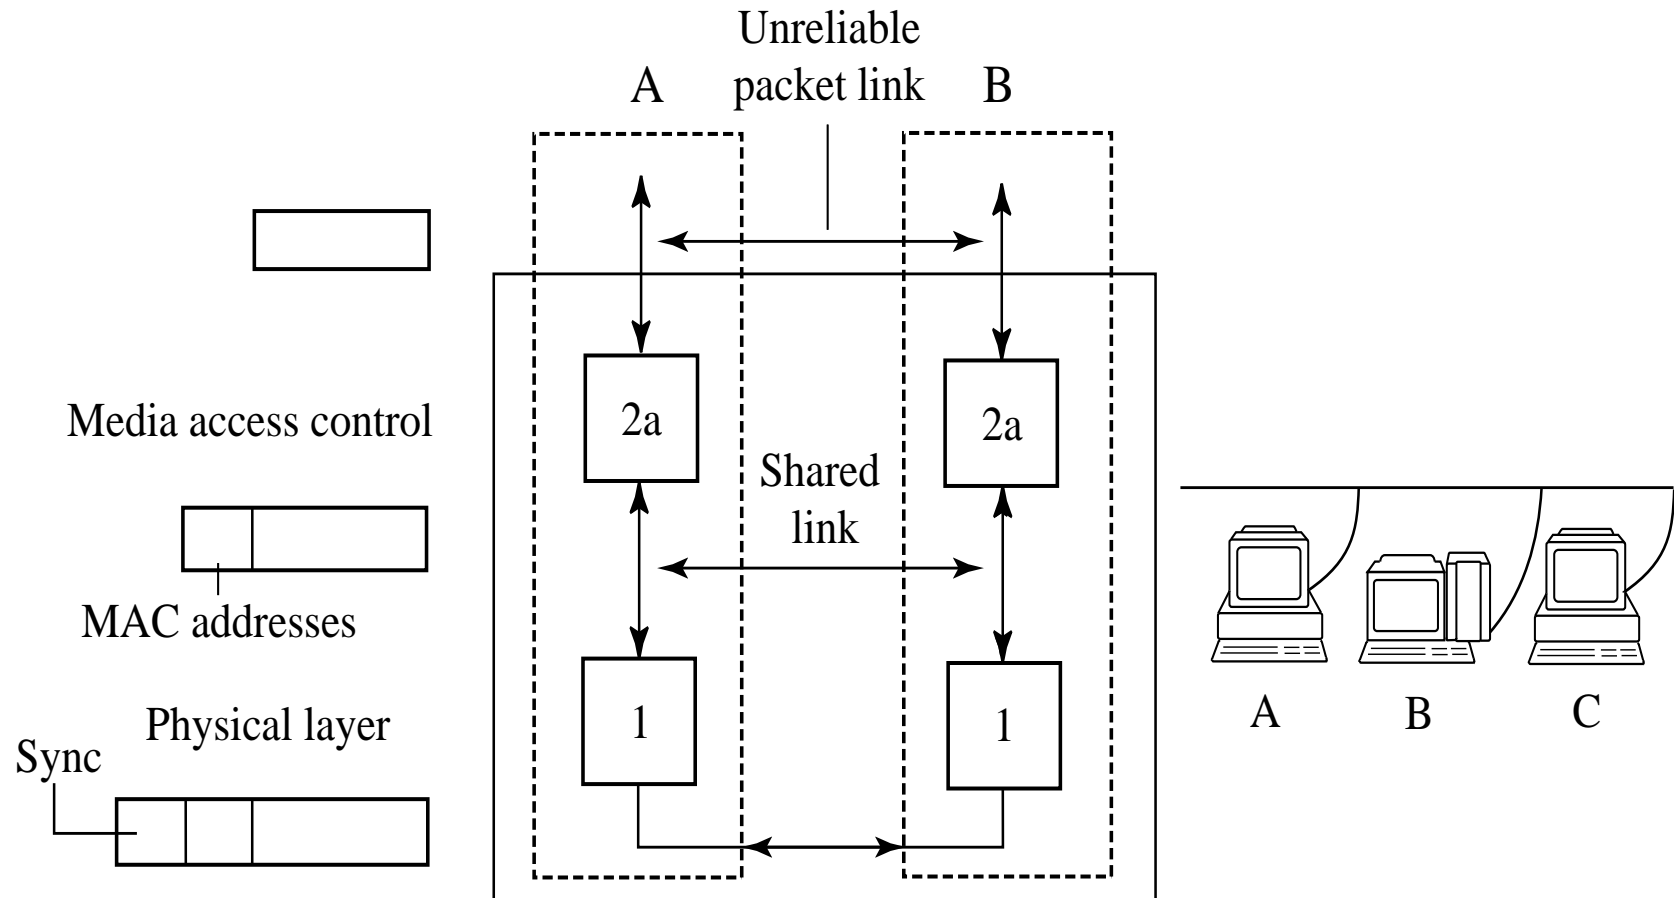 Unreliable
packet link
A
B
Media access control
2a
2a
Shared
link
MAC addresses
Physical layer
Sync
1
1
A
B
C